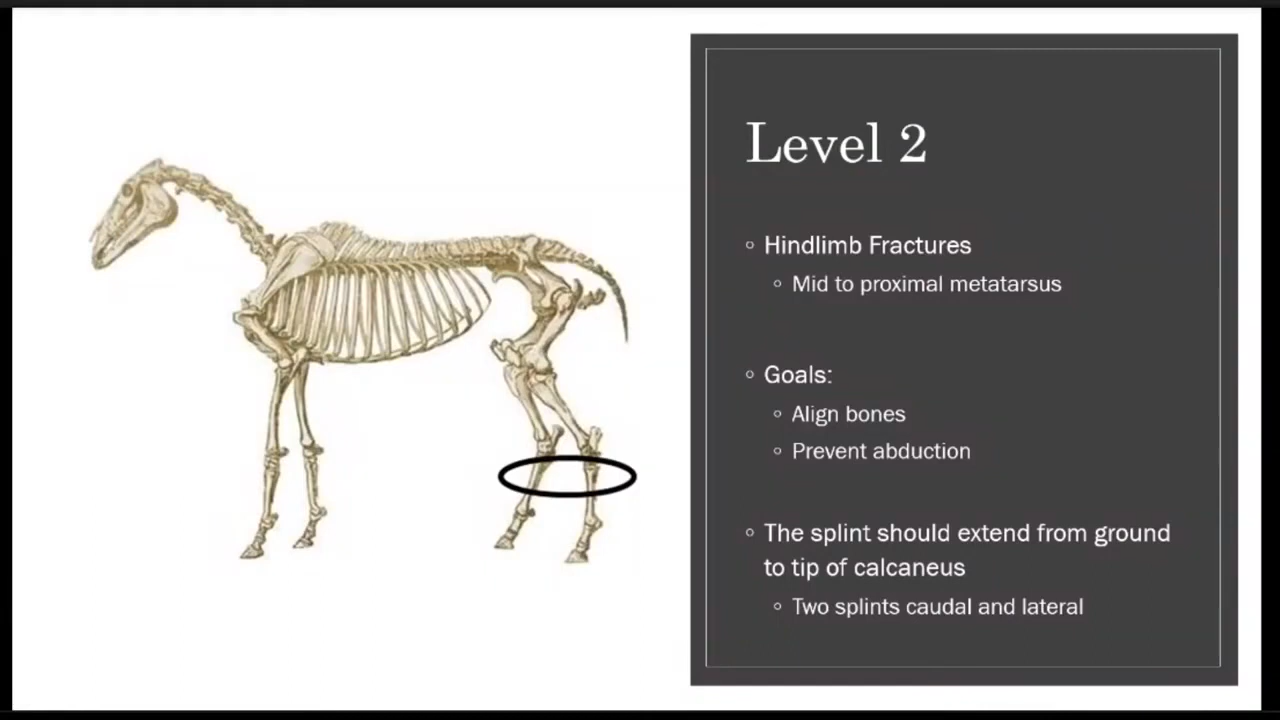 Level 2
Hindlimb Fractures
Mid to proximal metatarsus
Goals:
Align bones
Prevent abduction
The splint should extend from ground
to tip of calcaneus
Two splints caudal and lateral